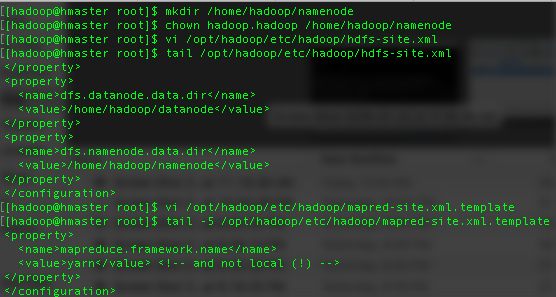 [[hadoop@hmaster root]$ mkdir /home/hadoop/namenode
[[hadoop@hmaster root]$ chown hadoop.hadoop /home/hadoop/namenode
[[hadoop@hmaster root]$ vi /opt/hadoop/etc/hadoop/hdfs-site.xml
[[hadoop@hmaster root]$ tail /opt/hadoop/etc/hadoop/hdfs-site.xml
</property>
<property>
<name>dfs.datanode.data.dir</name>
<value>/home/hadoop/datanode</value>
</property>
<property>
<name>dfs.namenode.data.dir</name>
<value>/home/hadoop/namenode</value>
</property>
</configuration>
[[hadoop@hmaster root]$ vi /opt/hadoop/etc/hadoop/mapred-site.xml.template
[[hadoop@hmaster root]$ tail -5 /opt/hadoop/etc/hadoop/mapred-site.xml.template
<property>
<name>mapreduce.framework.name</name>
<value>yarn</value> <!-- and not local (!) -->
</property>
</configuration>